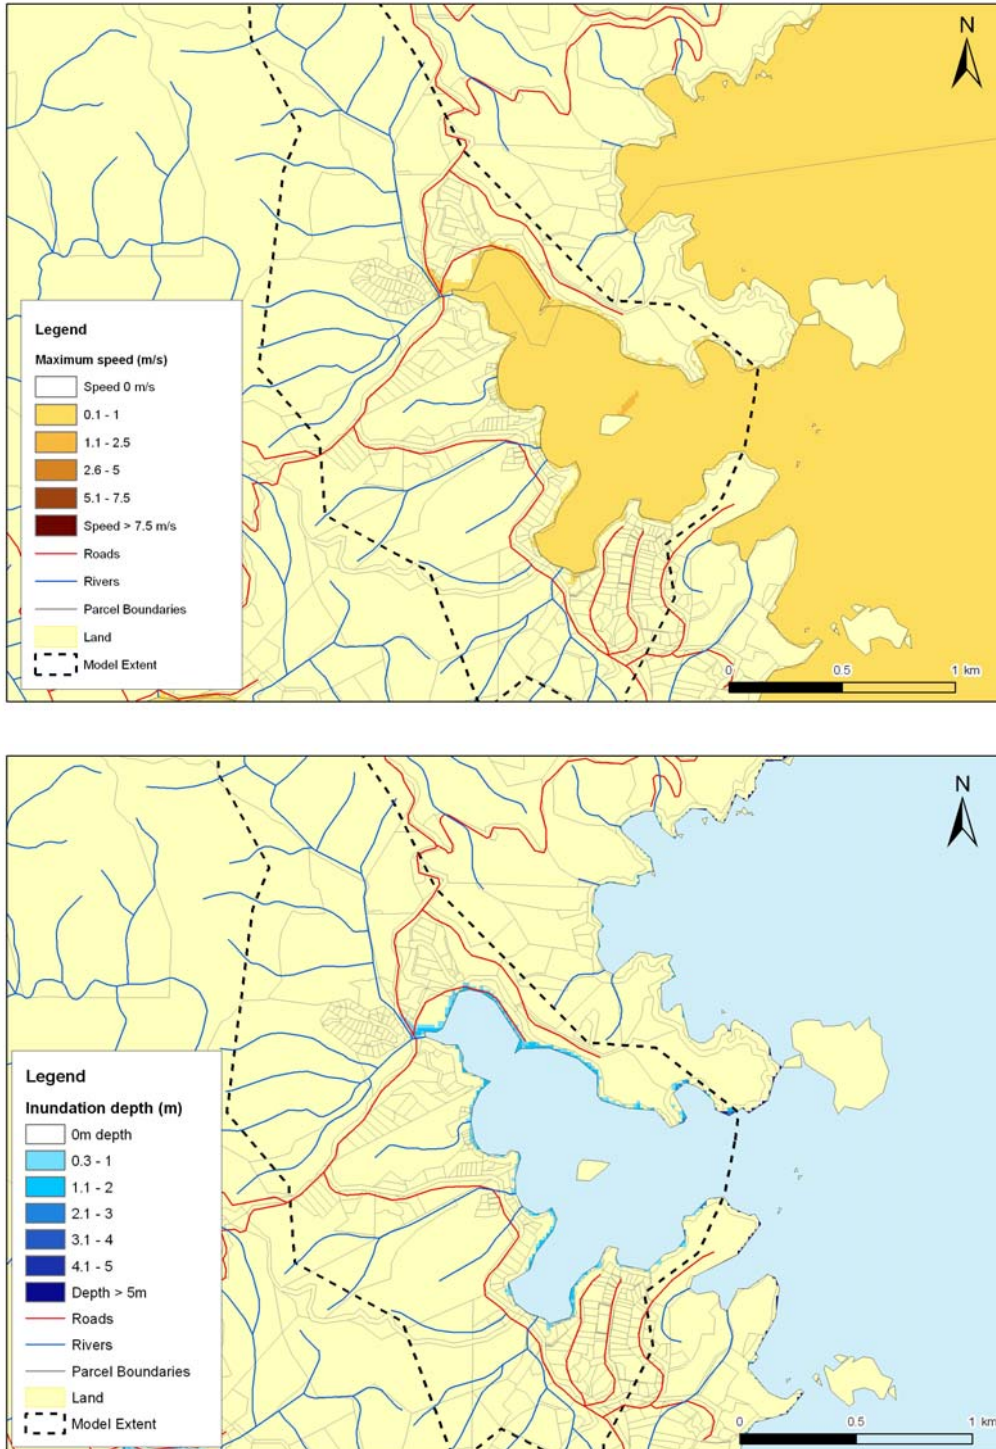 N
Legend
Maximum speed (m/s)
Speed 0 m/s
0.1 - 1
1.1 - 2.5
2.6 - 5
5.1 - 7.5
Speed > 7.5 m/s
Roads
Rivers
Parcel Boundaries
Land
Model Extent
0 0.5 1 km
N
Legend
Inundation depth (m)
0m depth
0.3 - 1
1.1 - 2
2.1 - 3
3.1 - 4
4.1 - 5
Depth > 5m
Roads
Rivers
Parcel Boundaries
Land
Model Extent
0 0.5 1 km